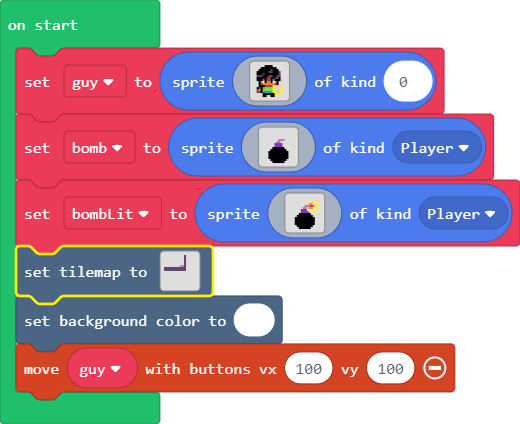 on start
set guy to sprite of kind 0
set bomb to sprite of kind Player
set bombLit to sprite of kind Player
set tilemap to
set background color to
move guy with buttons vx 100 vy 100